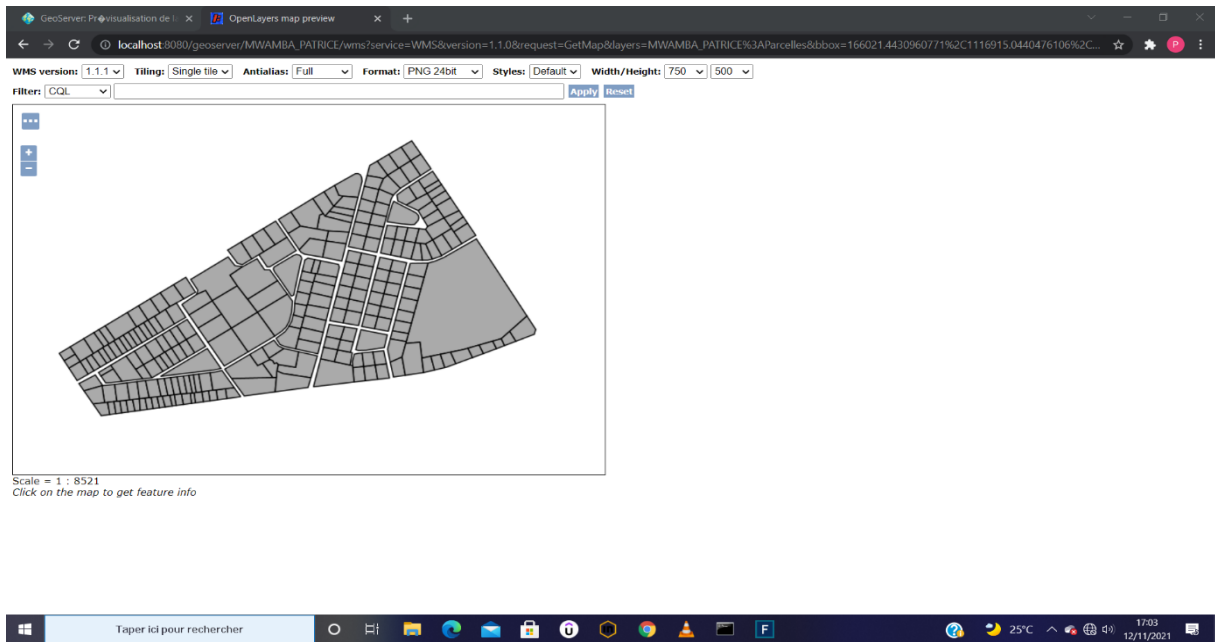 GeoServer: Pr�visualisation de l
OpenLayers map preview
localhost:8080/geoserver/MWAMBA_PATRICE/wms?service=WMS&version=1.1.0&request=GetMap&layers=MWAMBA_PATRICE%3AParcelles&bbox=166021.4430960771%2C1116915.0440476106%2C...
P
WMS version: 1.1.1 Tiling: Single tile Antialias: Full Format: PNG 24bit Styles: Default Width/Height: 750 500
Filter: CQL Apply Reset
Scale = 1 : 8521
Click on the map to get feature info
Taper ici pour rechercher
F
25°C
17:03
12/11/2021